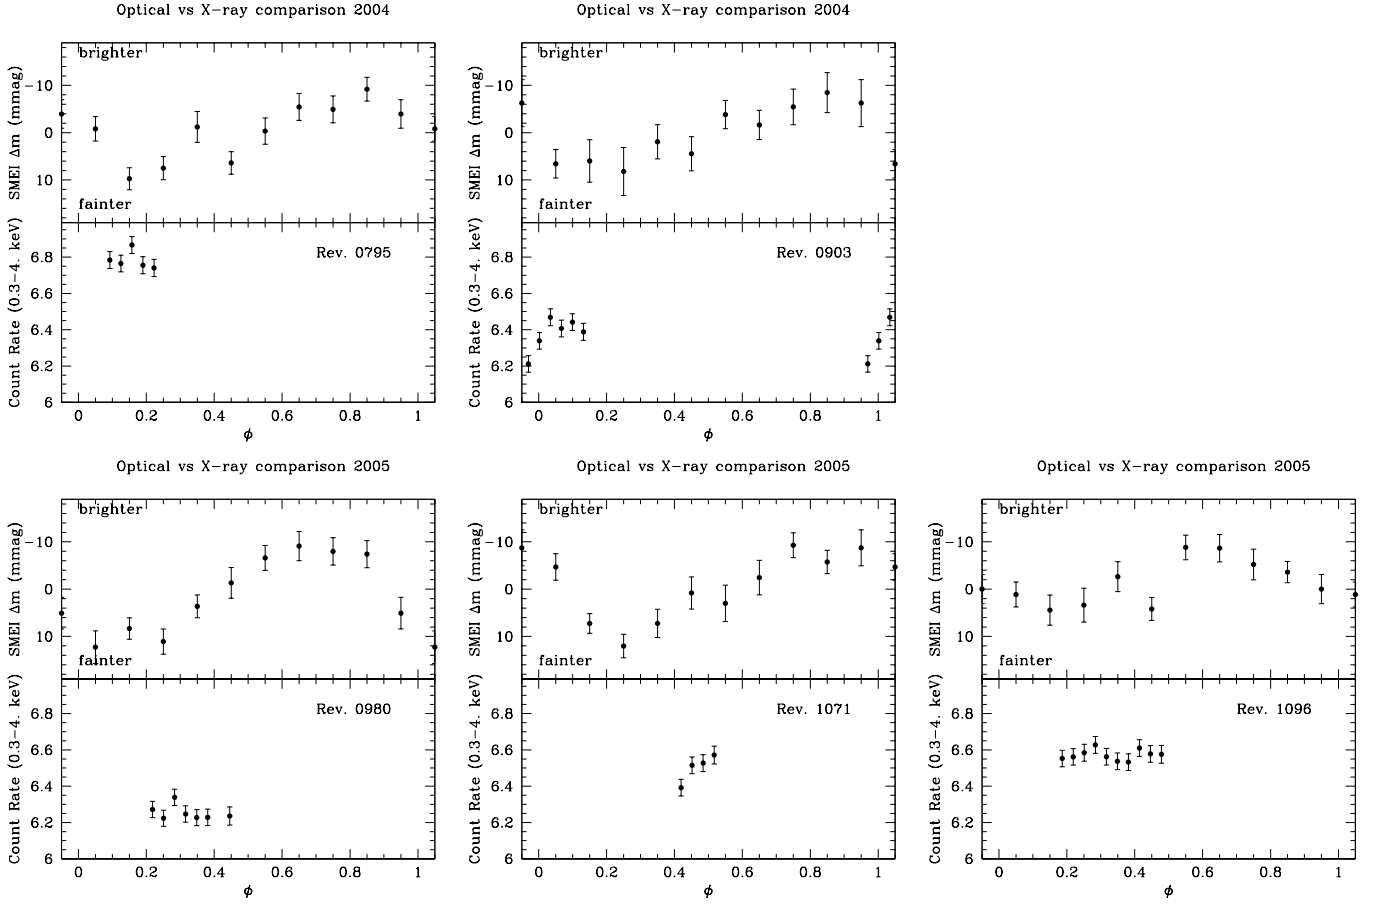 Optical vs X-ray comparison 2004
brighter
-10
0
10
SMEI Δm (mmag)
fainter
Rev. 0795
6.8
6.6
6.4
6.2
6
Count Rate (0.3-4. keV)
0 0.2 0.4 0.6 0.8 1
φ
Optical vs X-ray comparison 2004
brighter
-10
0
10
SMEI Δm (mmag)
fainter
Rev. 0903
6.8
6.6
6.4
6.2
6
Count Rate (0.3-4. keV)
0 0.2 0.4 0.6 0.8 1
φ
Optical vs X-ray comparison 2005
brighter
-10
0
10
SMEI Δm (mmag)
fainter
Rev. 0980
6.8
6.6
6.4
6.2
6
Count Rate (0.3-4. keV)
0 0.2 0.4 0.6 0.8 1
φ
Optical vs X-ray comparison 2005
brighter
-10
0
10
SMEI Δm (mmag)
fainter
Rev. 1071
6.8
6.6
6.4
6.2
6
Count Rate (0.3-4. keV)
0 0.2 0.4 0.6 0.8 1
φ
Optical vs X-ray comparison 2005
brighter
-10
0
10
SMEI Δm (mmag)
fainter
Rev. 1096
6.8
6.6
6.4
6.2
6
Count Rate (0.3-4. keV)
0 0.2 0.4 0.6 0.8 1
φ